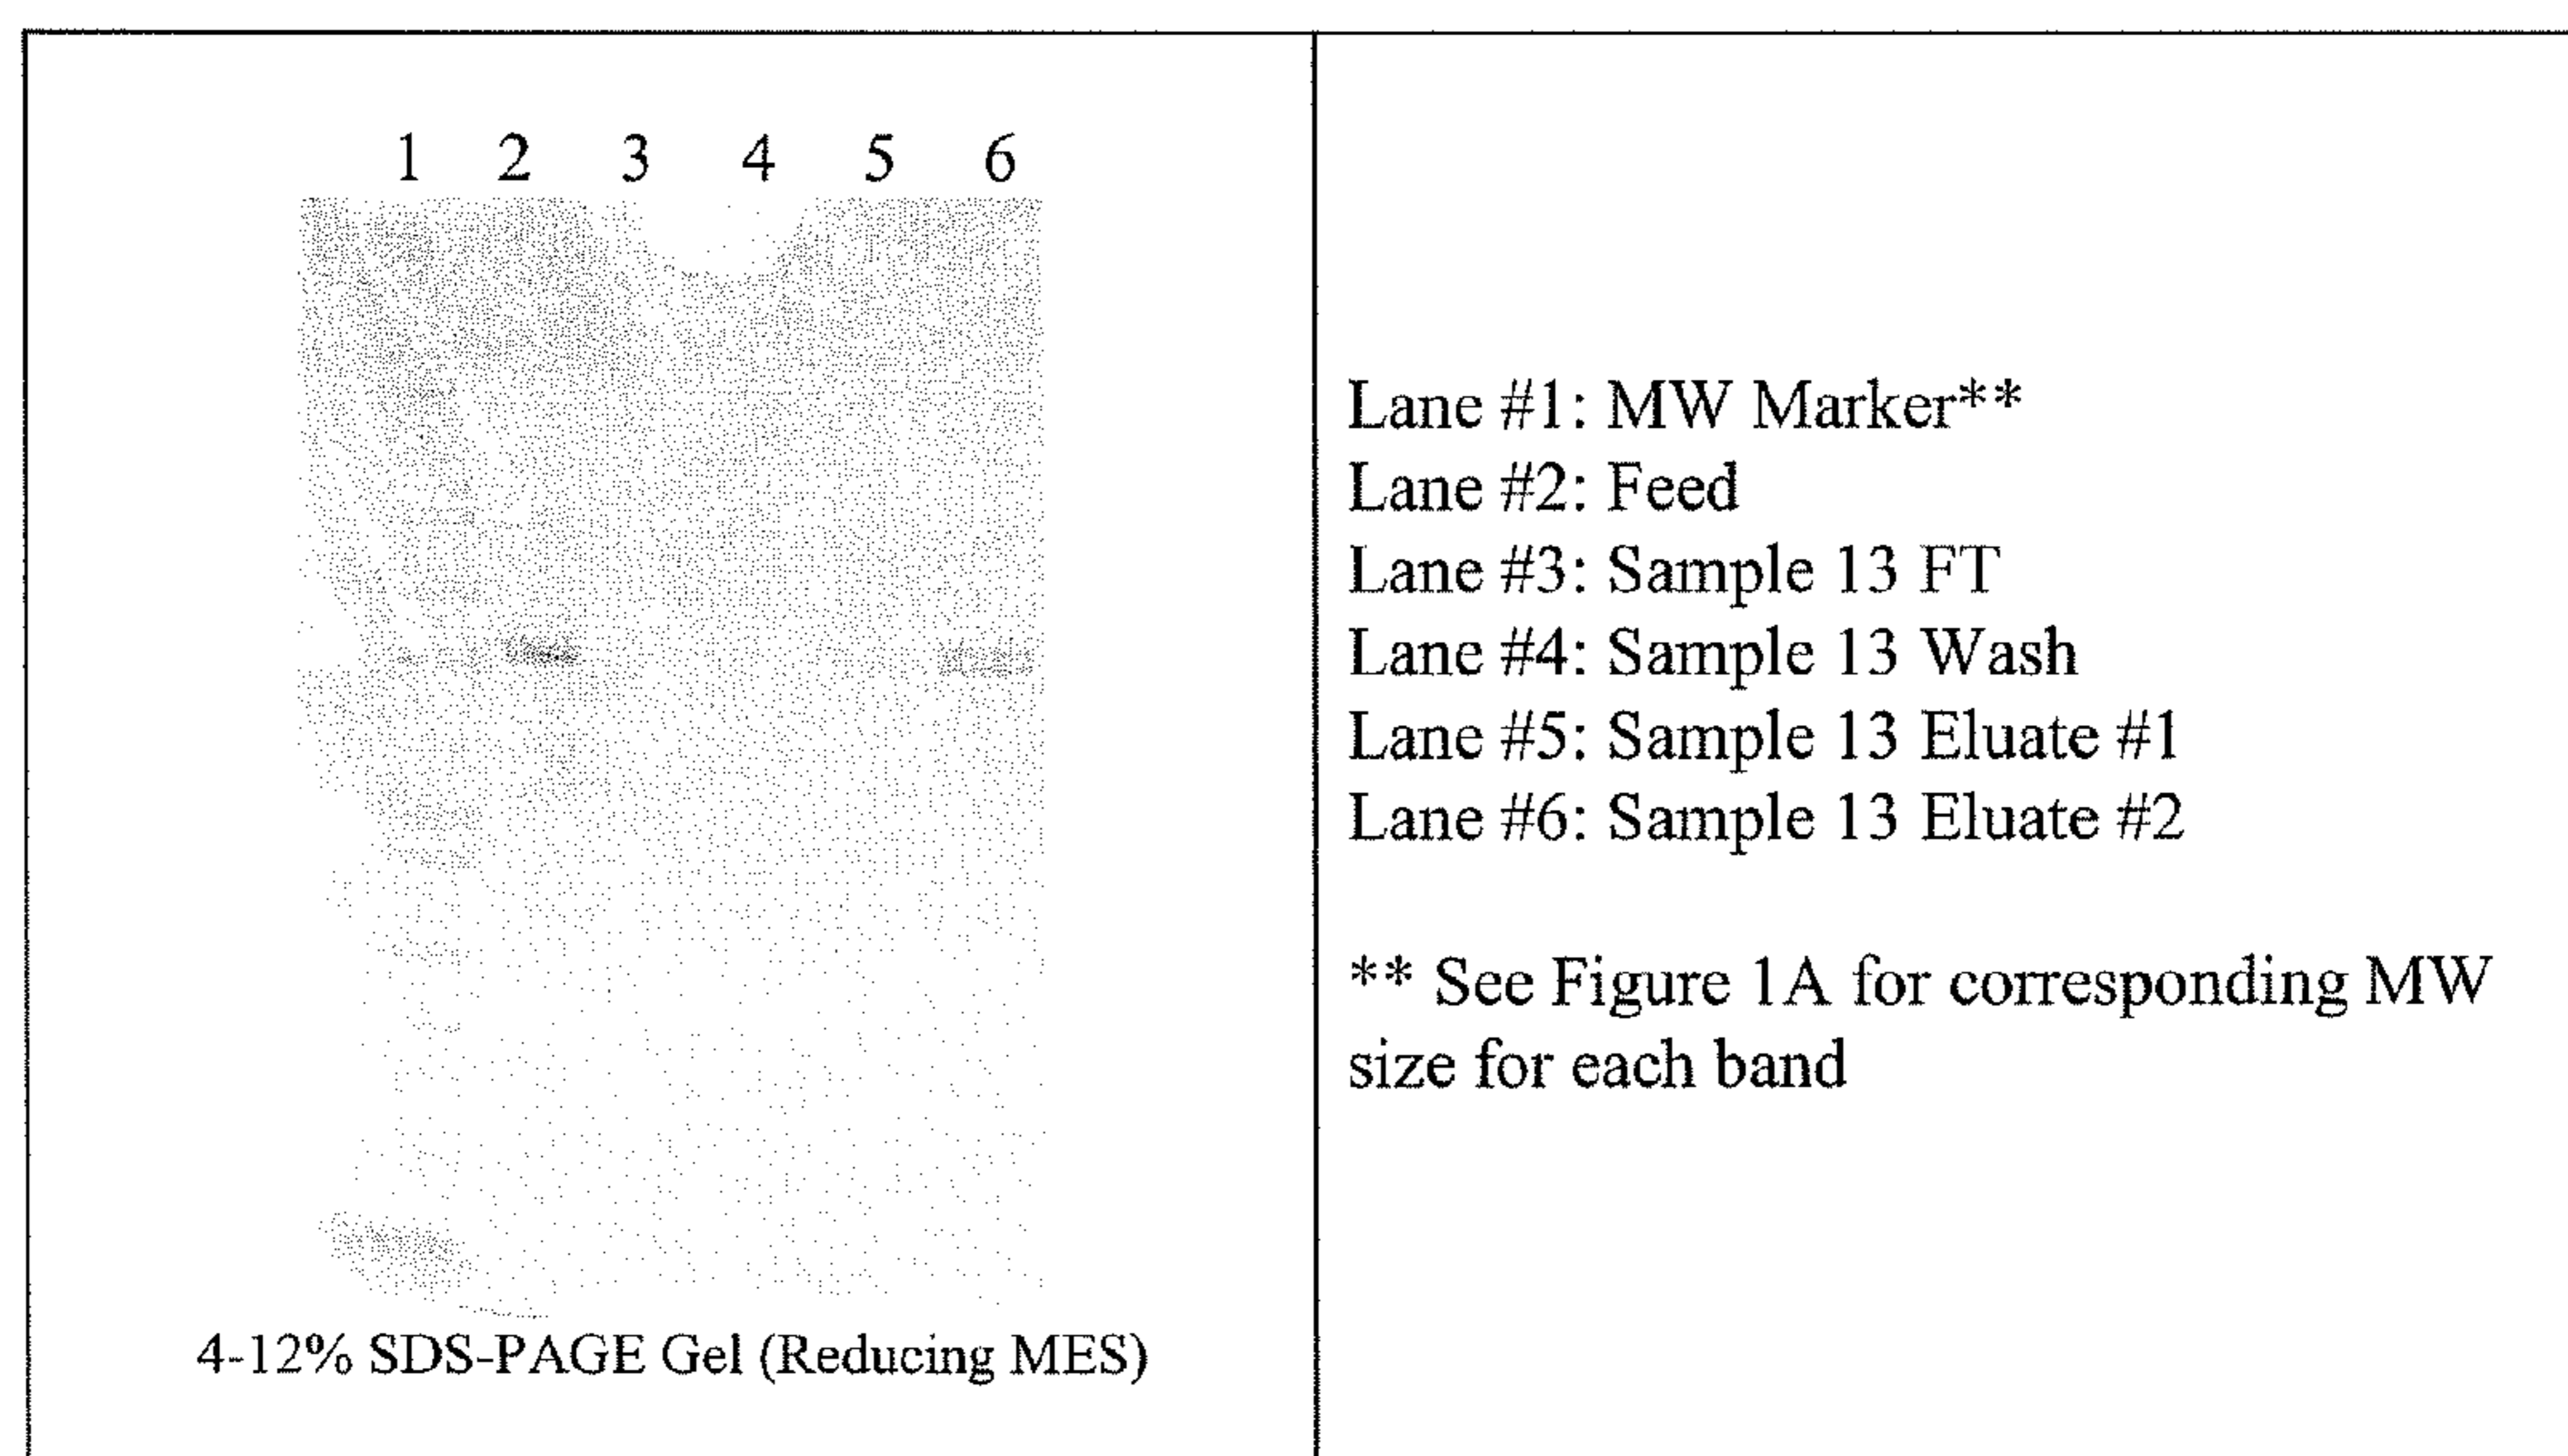 1 2 3 4 5 6
4-12% SDS-PAGE Gel (Reducing MES)
Lane #1: MW Marker**
Lane #2: Feed
Lane #3: Sample 13 FT
Lane #4: Sample 13 Wash
Lane #5: Sample 13 Eluate #1
Lane #6: Sample 13 Eluate #2
** See Figure 1A for corresponding MW
size for each band